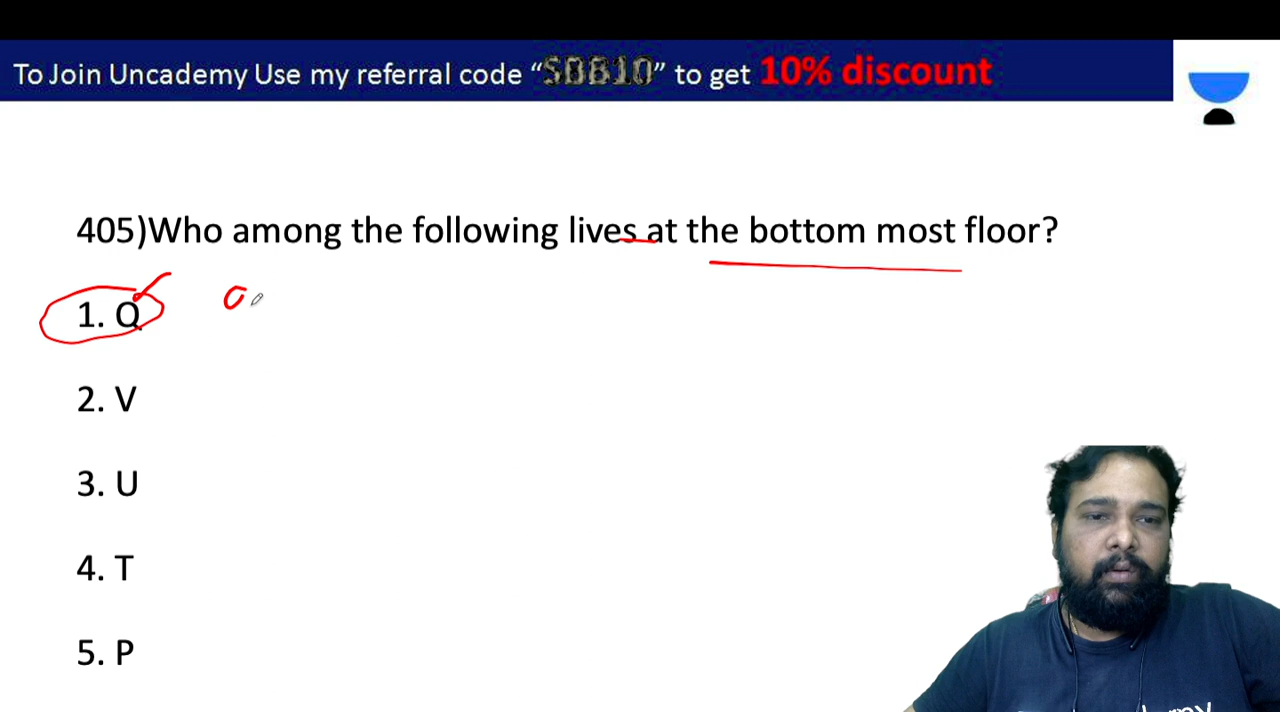 To Join Uncademy Use my referral code “SBB10” to get 10% discount
405)Who among the following lives at the bottom most floor?
1. Q
2. V
3. U
4. T
5. P